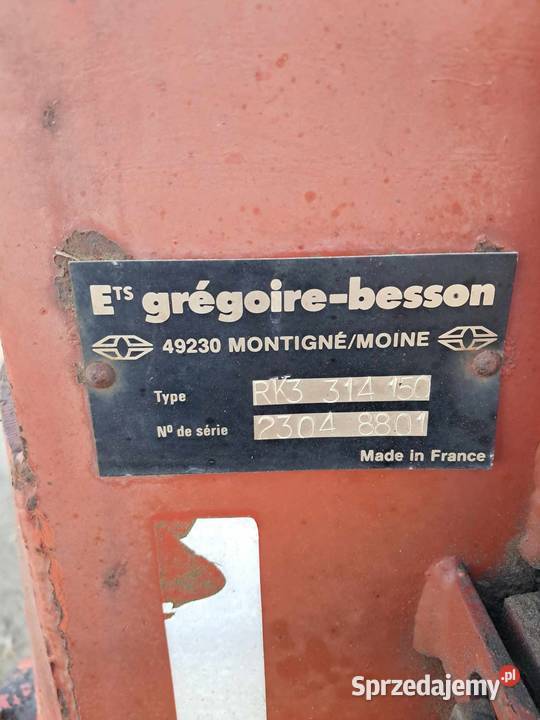 ETS grégoire-besson
49230 MONTIGNÉ/MOINE
Type RK3 314 150
Nº de série 2304 8801
Made in France
Sprzedajemy.pl